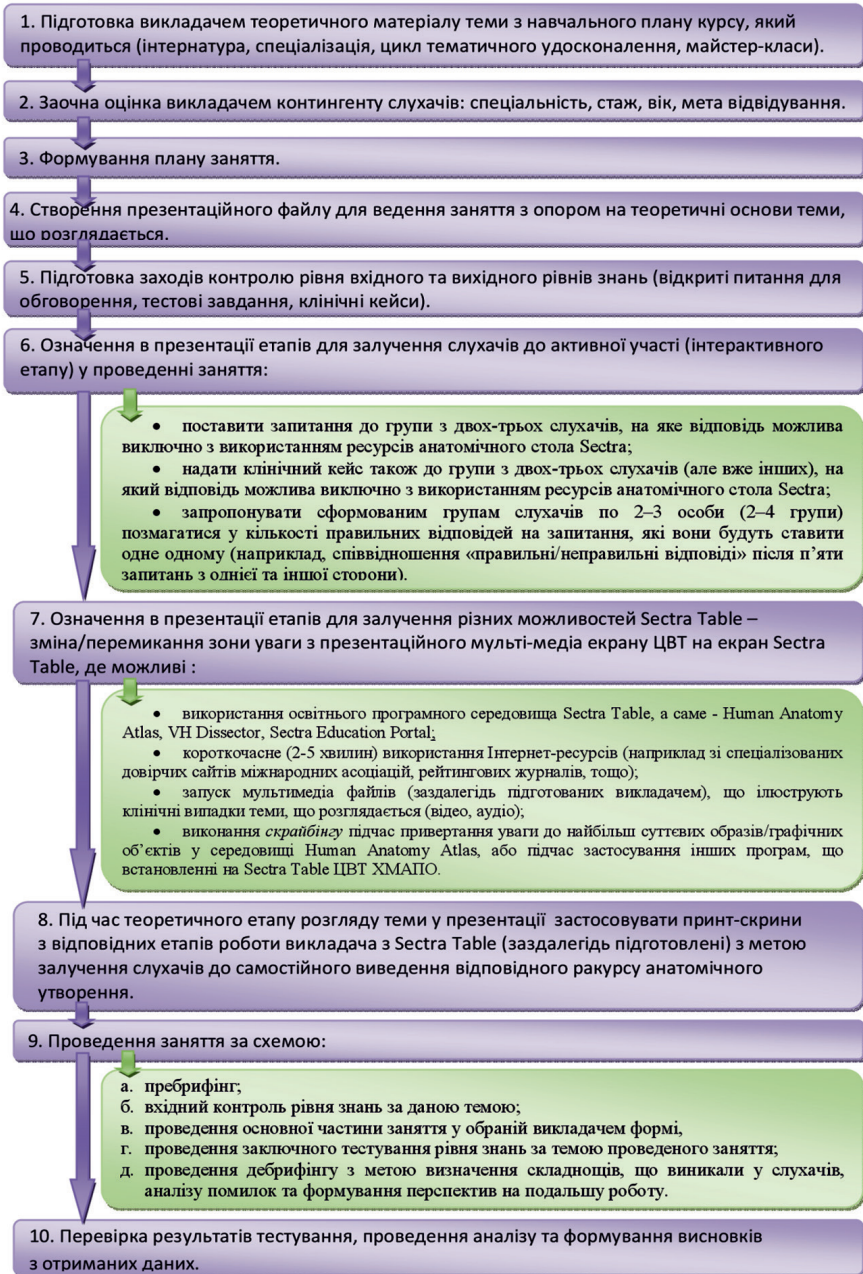 1. Підготовка викладачем теоретичного матеріалу теми з навчального плану курсу, який
проводиться (інтернатура, спеціалізація, цикл тематичного удосконалення, майстер-класи).
2. Заочна оцінка викладачем контингенту слухачів: спеціальність, стаж, вік, мета відвідування.
3. Формування плану заняття.
4. Створення презентаційного файлу для ведення заняття з опором на теоретичні основи теми,
що розглядається.
5. Підготовка заходів контролю рівня вхідного та вихідного рівнів знань (відкриті питання для
обговорення, тестові завдання, клінічні кейси).
6. Означення в презентації етапів для залучення слухачів до активної участі (інтерактивного
етапу) у проведенні заняття:
• поставити запитання до групи з двох-трьох слухачів, на яке відповідь можлива
виключно з використанням ресурсів анатомічного стола Sectra;
• надати клінічний кейс також до групи з двох-трьох слухачів (але вже інших), на
який відповідь можлива виключно з використанням ресурсів анатомічного стола Sectra;
• запропонувати сформованим групам слухачів по 2–3 особи (2–4 групи)
позмагатися у кількості правильних відповідей на запитання, які вони будуть ставити
одне одному (наприклад, співвідношення «правильні/неправильні відповіді» після п’яти
запитань з однієї та іншої сторони).
7. Означення в презентації етапів для залучення різних можливостей Sectra Table –
зміна/перемикання зони уваги з презентаційного мульти-медіа екрану ЦВТ на екран Sectra
Table, де можливі :
• використання освітнього програмного середовища Sectra Table, а саме - Human Anatomy
Atlas, VH Dissector, Sectra Education Portal;
• короткочасне (2-5 хвилин) використання Інтернет-ресурсів (наприклад зі спеціалізованих
довірчих сайтів міжнародних асоціацій, рейтингових журналів, тощо);
• запуск мультимедіа файлів (заздалегідь підготованих викладачем), що ілюструють
клінічні випадки теми, що розглядається (відео, аудіо);
• виконання скрайбінгу підчас привертання уваги до найбільш суттєвих образів/графічних
об’єктів у середовищі Human Anatomy Atlas, або підчас застосування інших програм, що
встановленні на Sectra Table ЦВТ ХМАПО.
8. Під час теоретичного етапу розгляду теми у презентації застосовувати принт-скрини
з відповідних етапів роботи викладача з Sectra Table (заздалегідь підготовлені) з метою
залучення слухачів до самостійного виведення відповідного ракурсу анатомічного
утворення.
9. Проведення заняття за схемою:
а. пребрифінг;
б. вхідний контроль рівня знань за даною темою;
в. проведення основної частини заняття у обраній викладачем формі,
г. проведення заключного тестування рівня знань за темою проведеного заняття;
д. проведення дебрифінгу з метою визначення складнощів, що виникали у слухачів,
аналізу помилок та формування перспектив на подальшу роботу.
10. Перевірка результатів тестування, проведення аналізу та формування висновків
з отриманих даних.